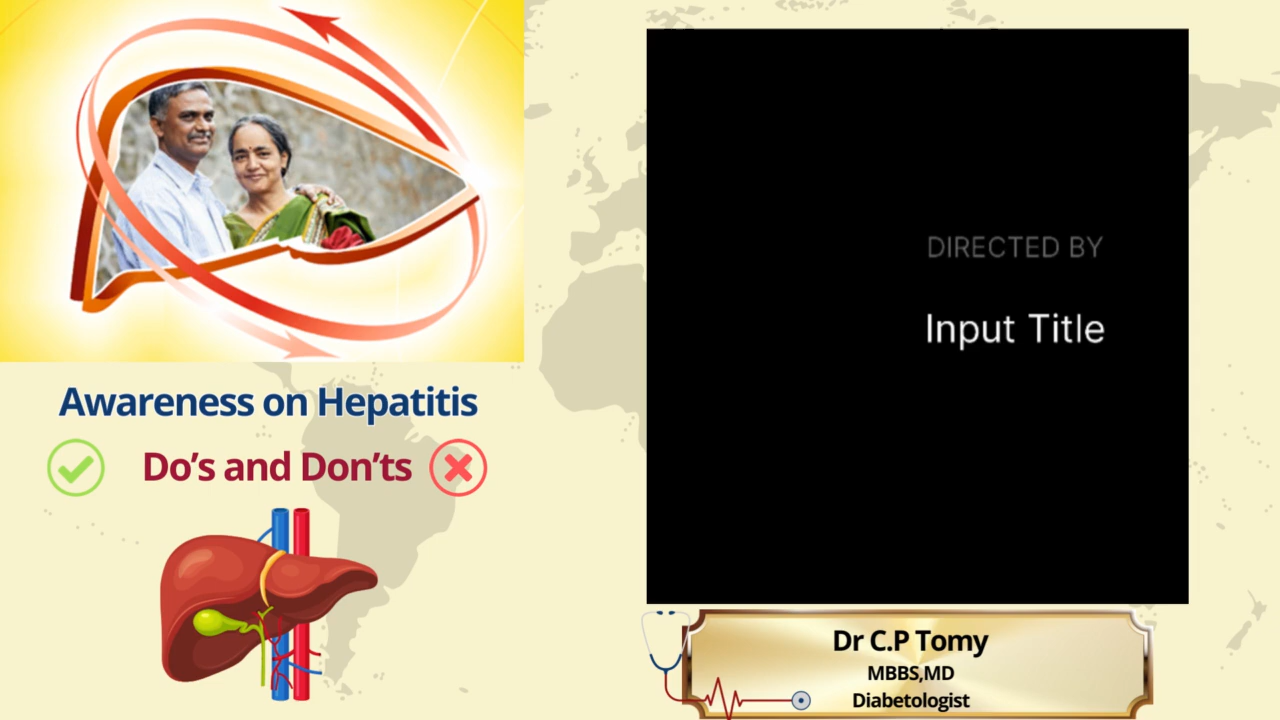 Awareness on Hepatitis
Do’s and Don’ts
DIRECTED BY
Input Title
Dr C.P Tomy
MBBS,MD
Diabetologist